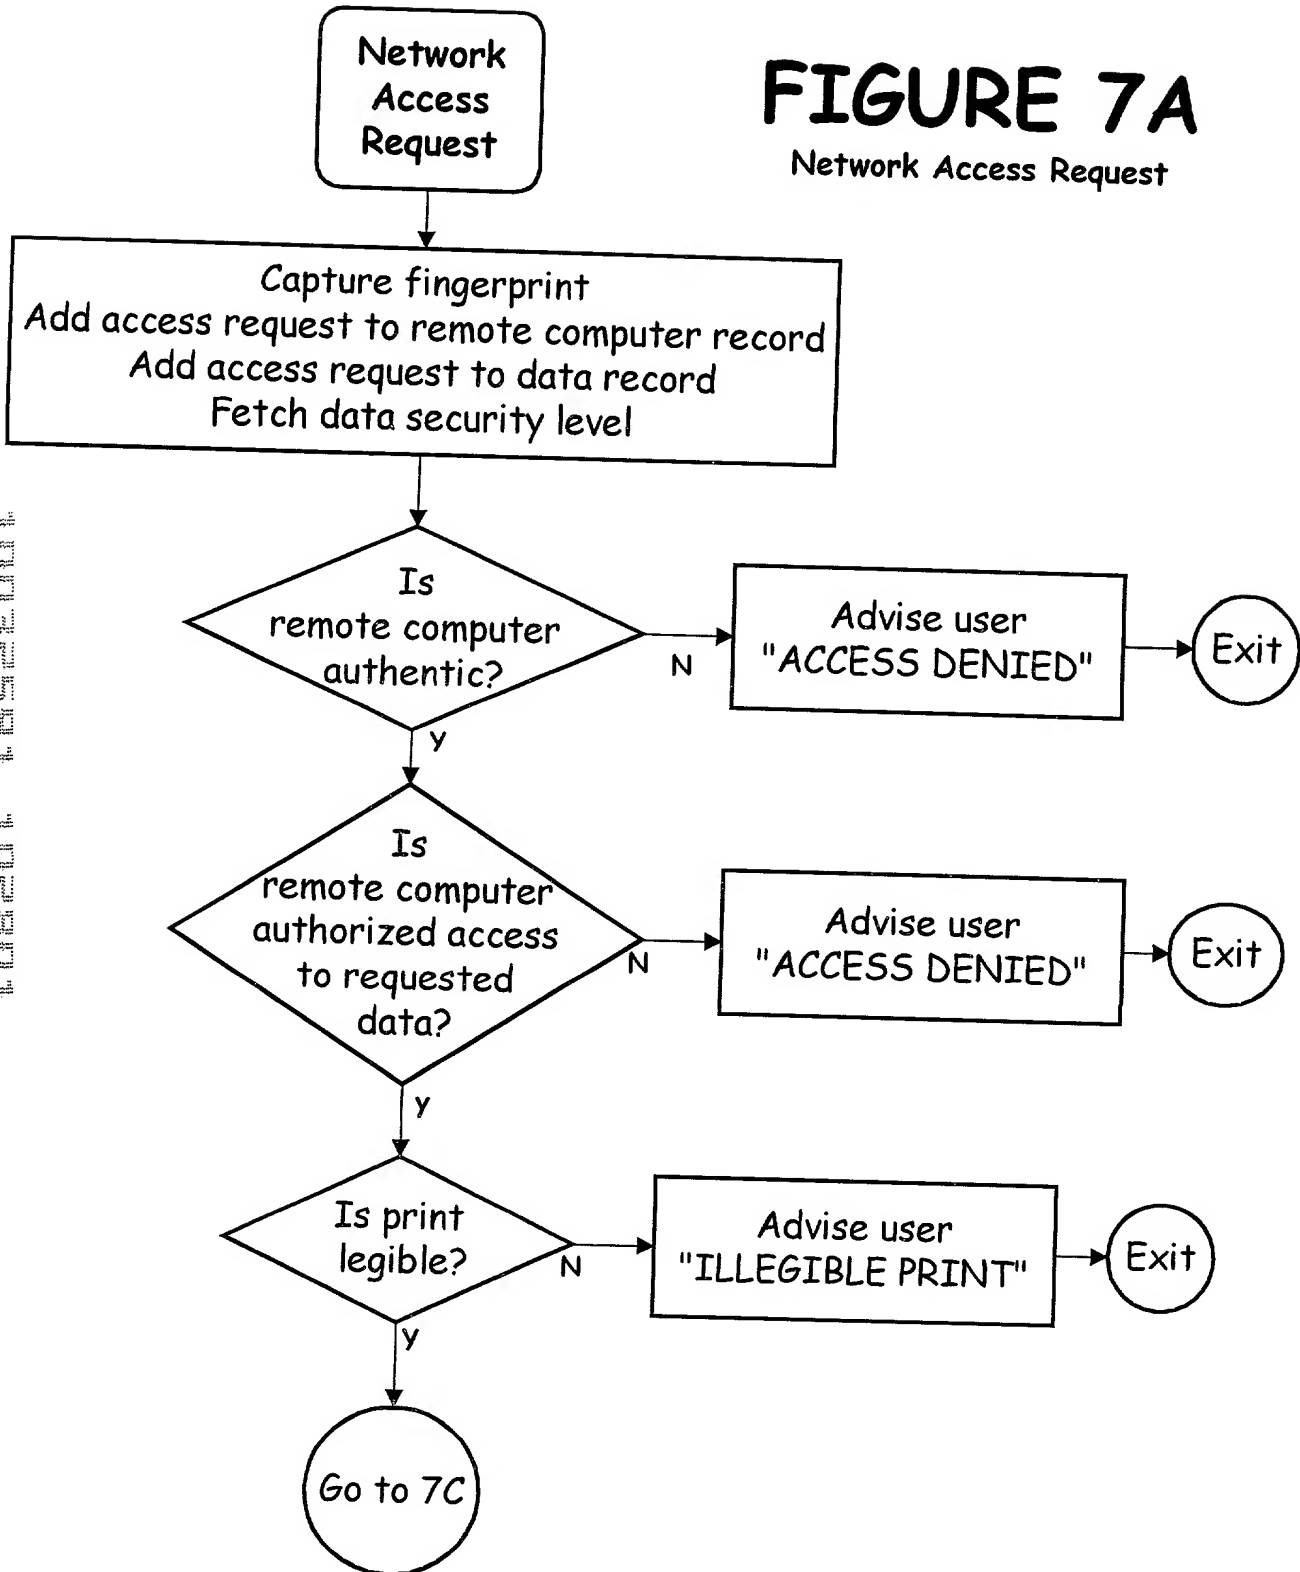 FIGURE 7A
Network Access Request
Network
Access
Request
Capture fingerprint
Add access request to remote computer record
Add access request to data record
Fetch data security level
Is
remote computer
authentic?
N
Advise user
"ACCESS DENIED"
Exit
y
Is
remote computer
authorized access
to requested
data?
N
Advise user
"ACCESS DENIED"
Exit
y
Is print
legible?
N
Advise user
"ILLEGIBLE PRINT"
Exit
y
Go to 7C